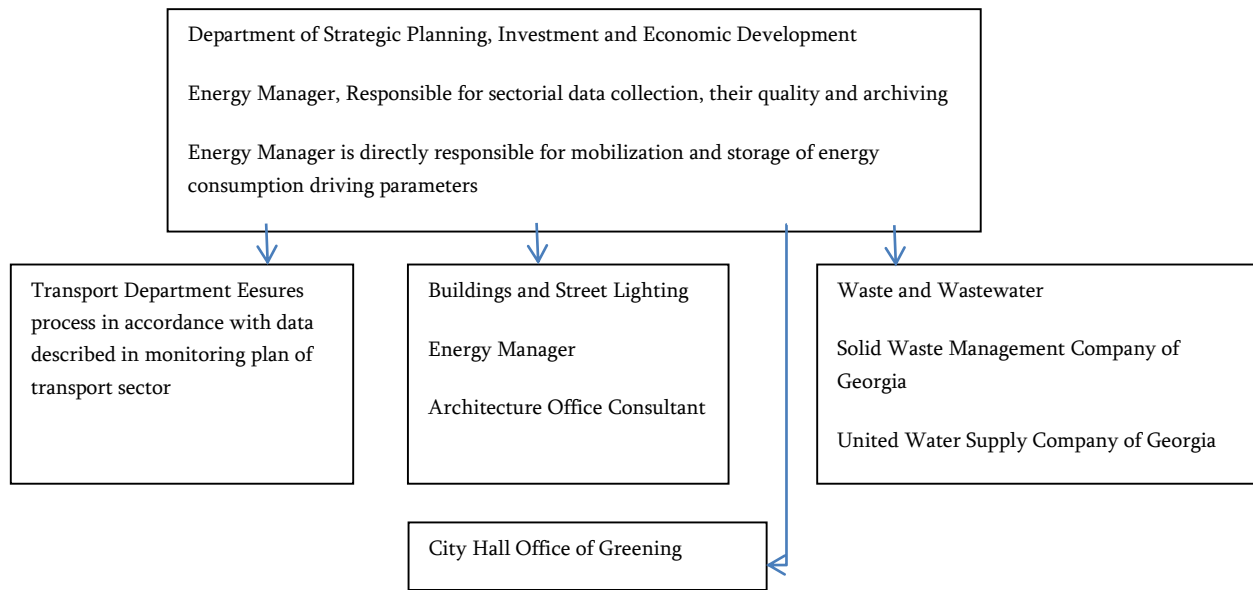 Department of Strategic Planning, Investment and Economic Development
Energy Manager, Responsible for sectorial data collection, their quality and archiving
Energy Manager is directly responsible for mobilization and storage of energy
consumption driving parameters
Transport Department Eesures
process in accordance with data
described in monitoring plan of
transport sector
Buildings and Street Lighting
Energy Manager
Architecture Office Consultant
Waste and Wastewater
Solid Waste Management Company of
Georgia
United Water Supply Company of Georgia
City Hall Office of Greening